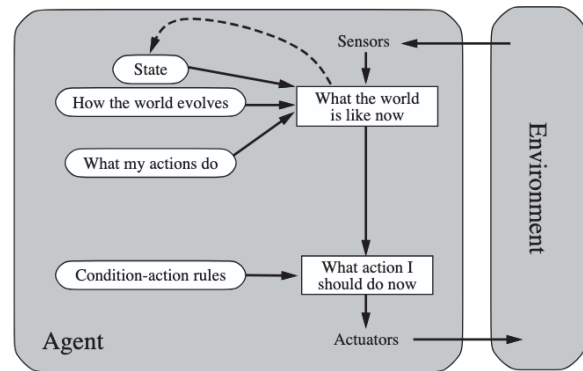 Sensors
State
How the world evolves
What the world
is like now
What my actions do
Condition-action rules
What action I
should do now
Agent
Actuators
Environment